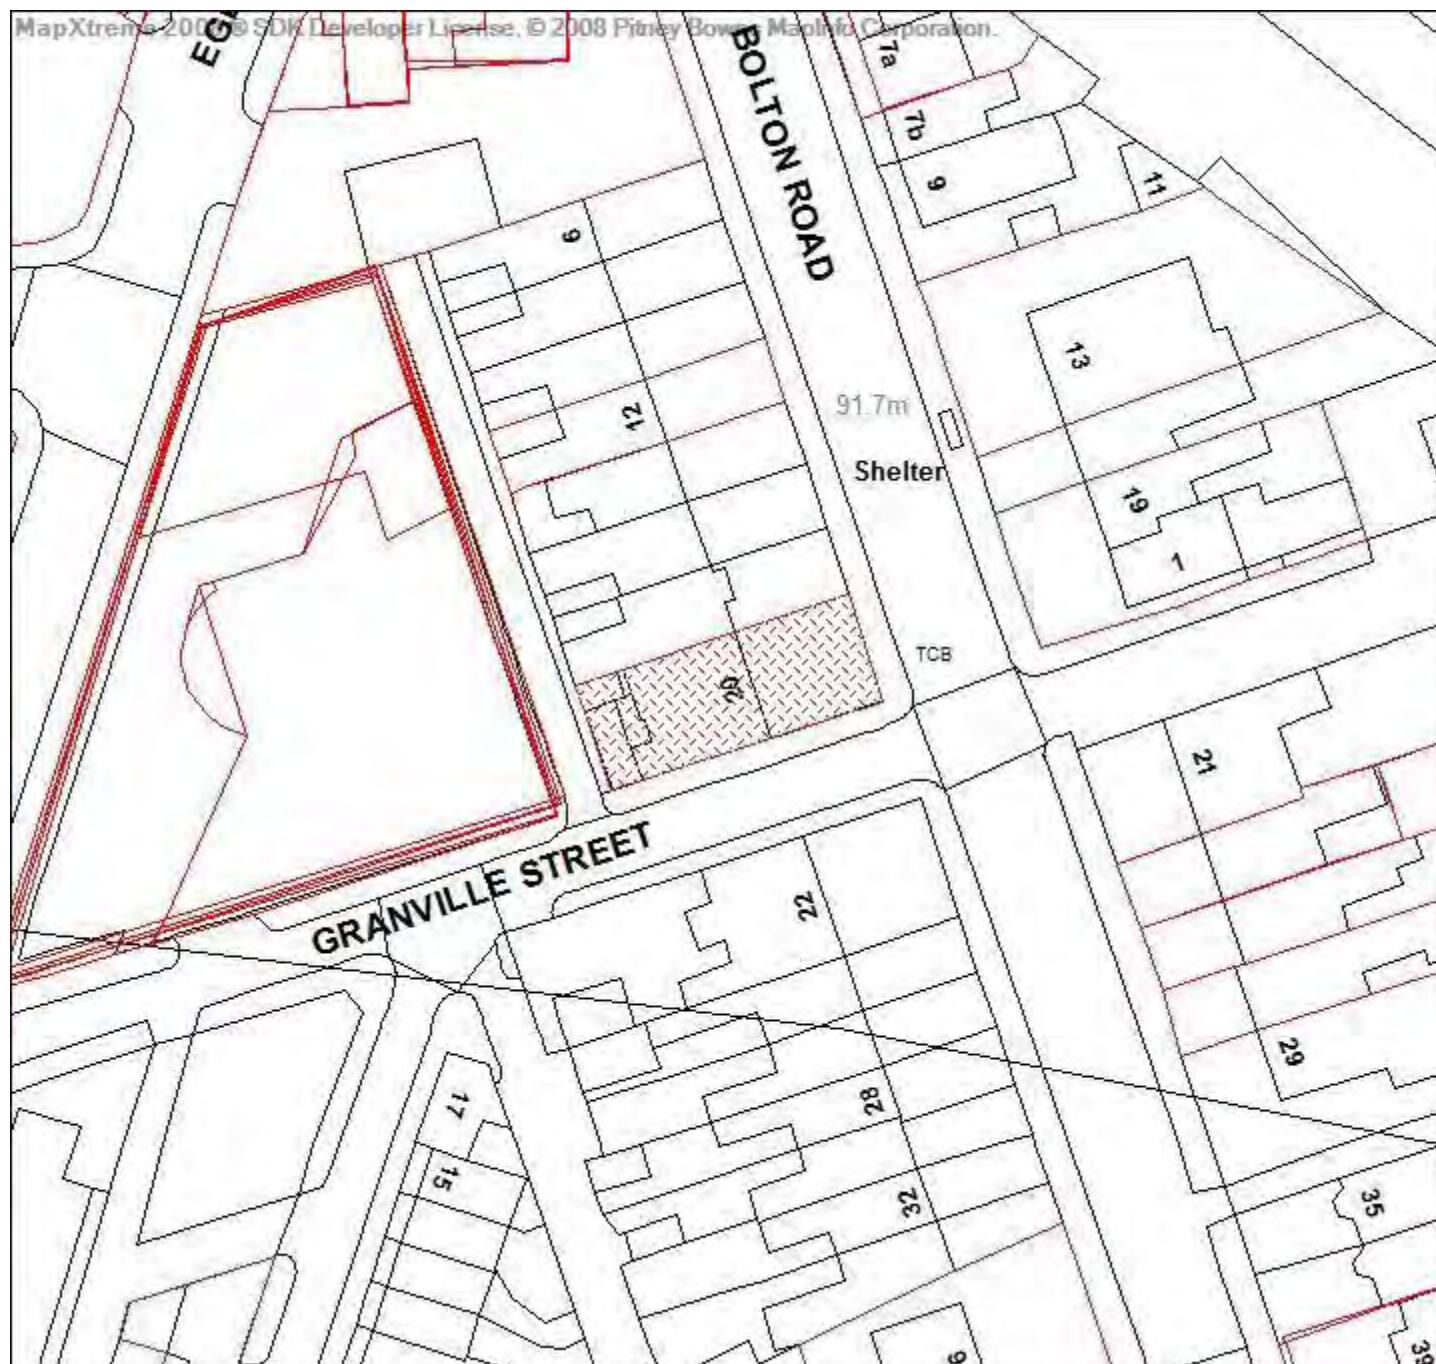 MapXtreme 2008 ® SDK Developer License. © 2008 Pitney Bowes MapInfo Corporation.
BOLTON ROAD
7a
7b
9
11
6
13
12
91.7m
Shelter
19
1
TCB
20
21
GRANVILLE STREET
22
29
28
17
15
32
35
39